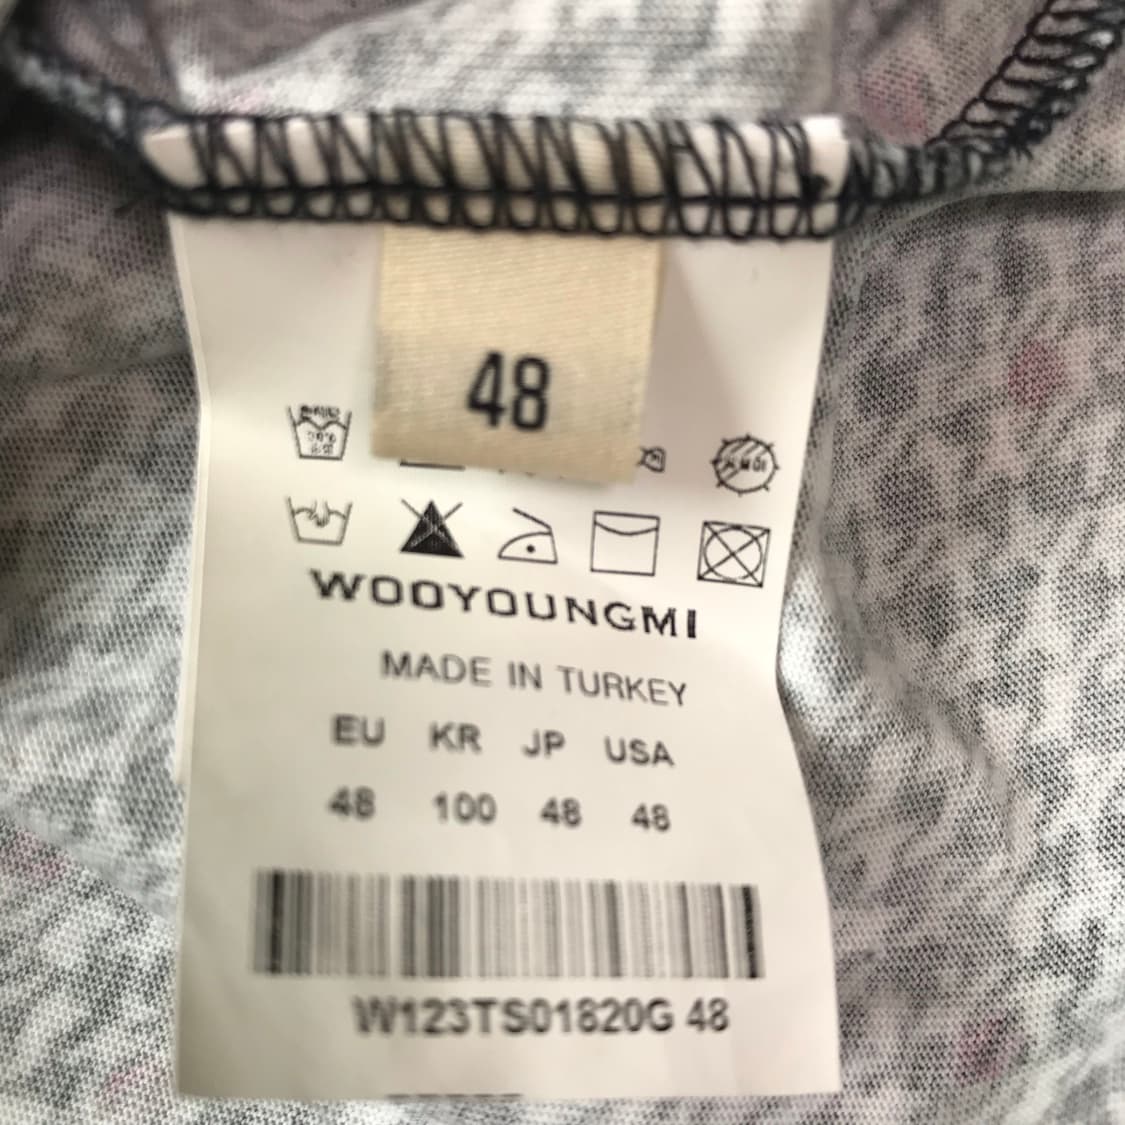 48
WOOYOUNGMI
MADE IN TURKEY
EU KR JP USA
48 100 48 48
W123TS01820G 48